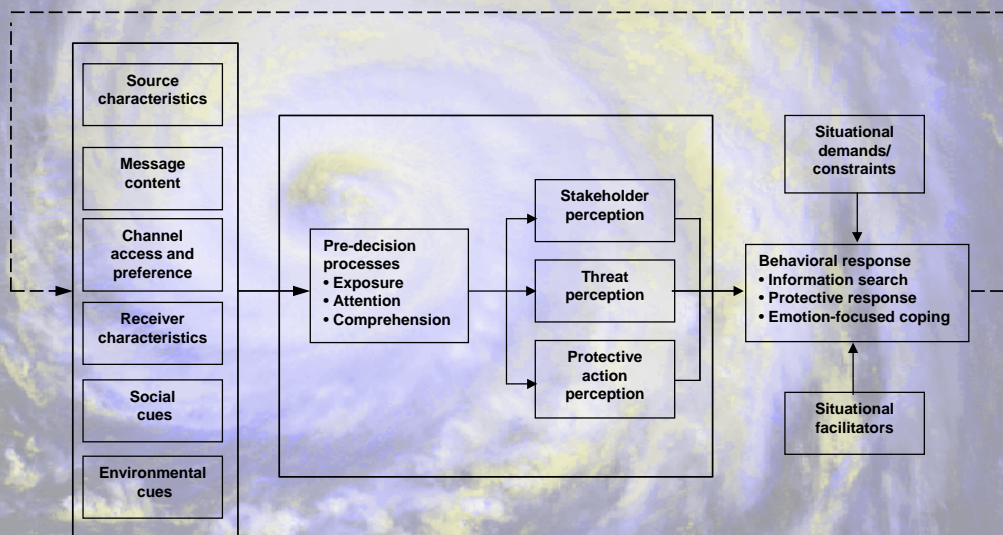 Source
characteristics
Message
content
Channel
access and
preference
Receiver
characteristics
Social
cues
Environmental
cues
Pre-decision
processes
• Exposure
• Attention
• Comprehension
Stakeholder
perception
Threat
perception
Protective
action
perception
Situational
demands/
constraints
Behavioral response
• Information search
• Protective response
• Emotion-focused coping
Situational
facilitators